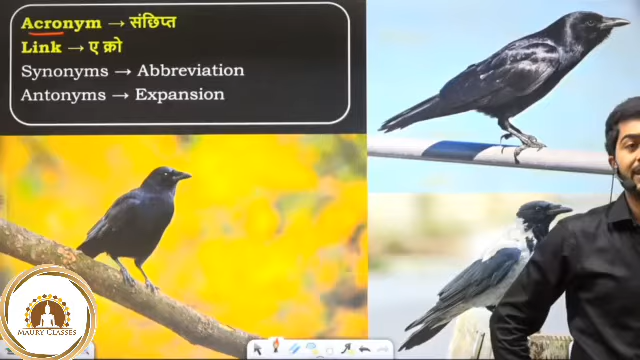 Acronym → संछिप्त
Link → ए क्रो
Synonyms → Abbreviation
Antonyms → Expansion
MAURY CLASSES